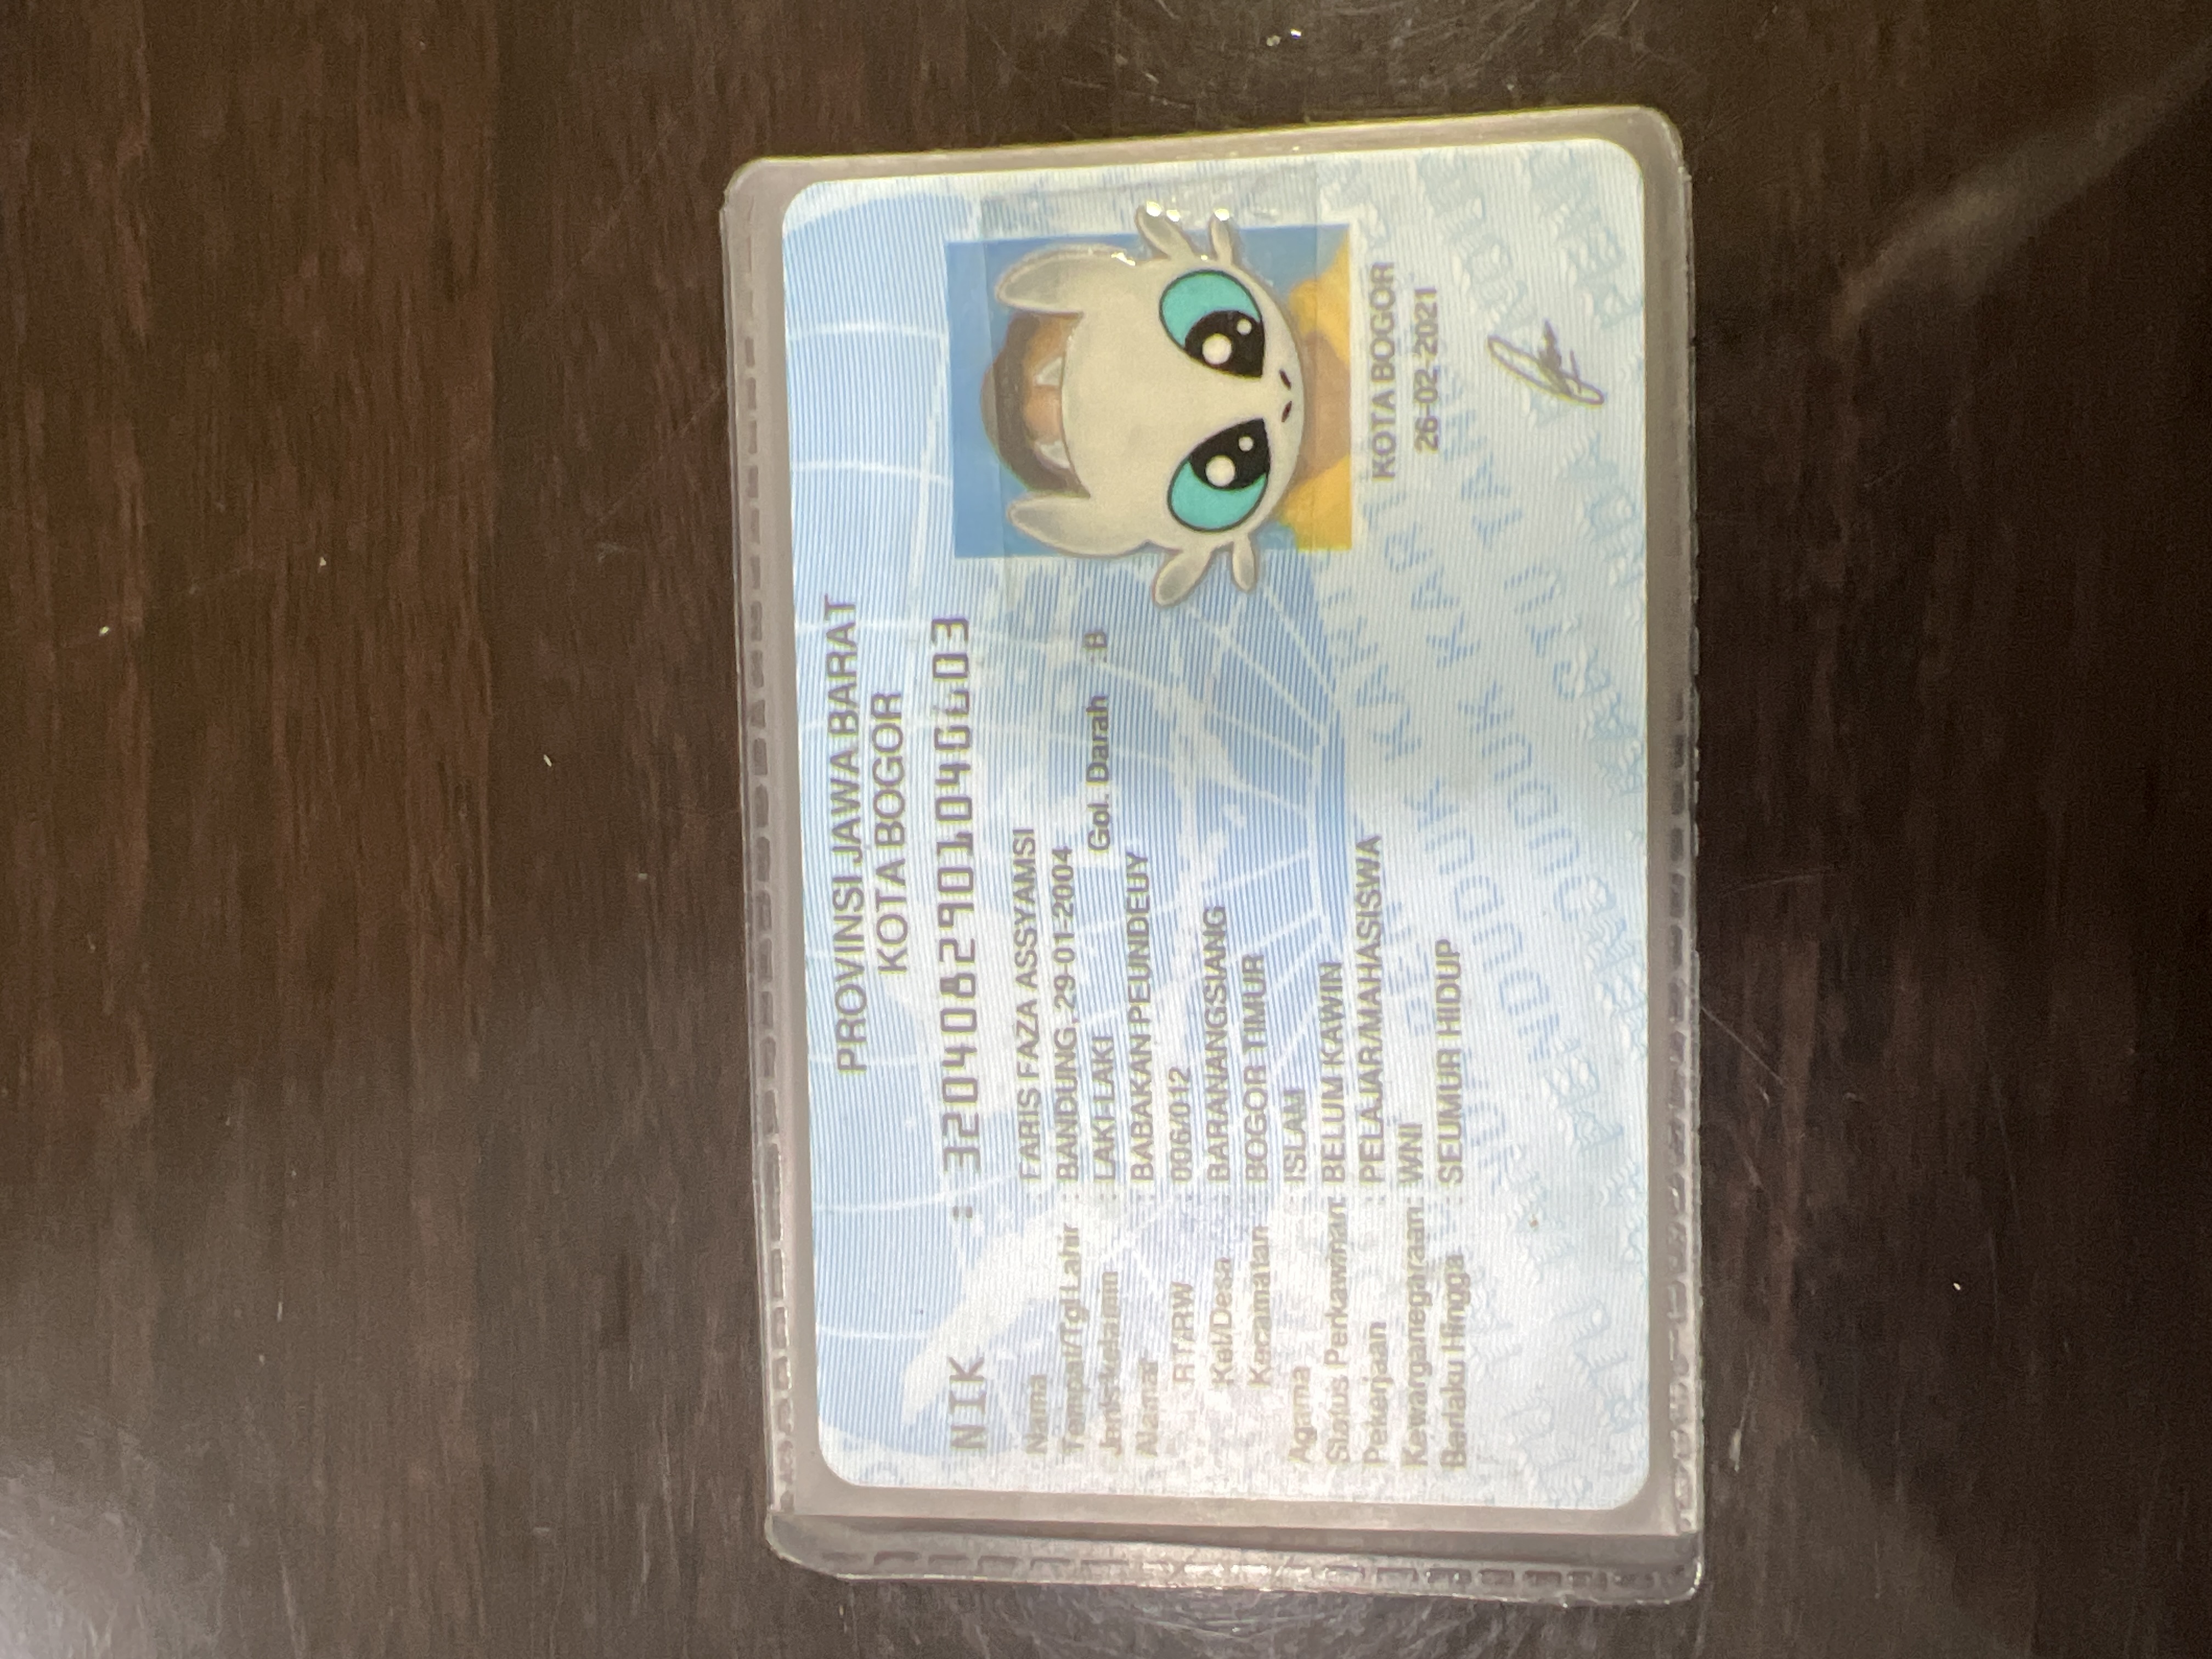 PROVINSI JAWA BARAT
KOTA BOGOR
NIK :
Nama : FARIS FAZA ASSYAMSI
Tempat/Tgl Lahir : BANDUNG, 29-01-2004
Jenis kelamin : LAKI-LAKI Gol. Darah : B
Alamat : BABAKAN PEUNDEUY
RT/RW : 006/012
Kel/Desa : BARANANGSIANG
Kecamatan : BOGOR TIMUR
Agama : ISLAM
Status Perkawinan: BELUM KAWIN
Pekerjaan : PELAJAR/MAHASISWA
Kewarganegaraan: WNI
Berlaku Hingga : SEUMUR HIDUP
KOTA BOGOR
26-02-2021